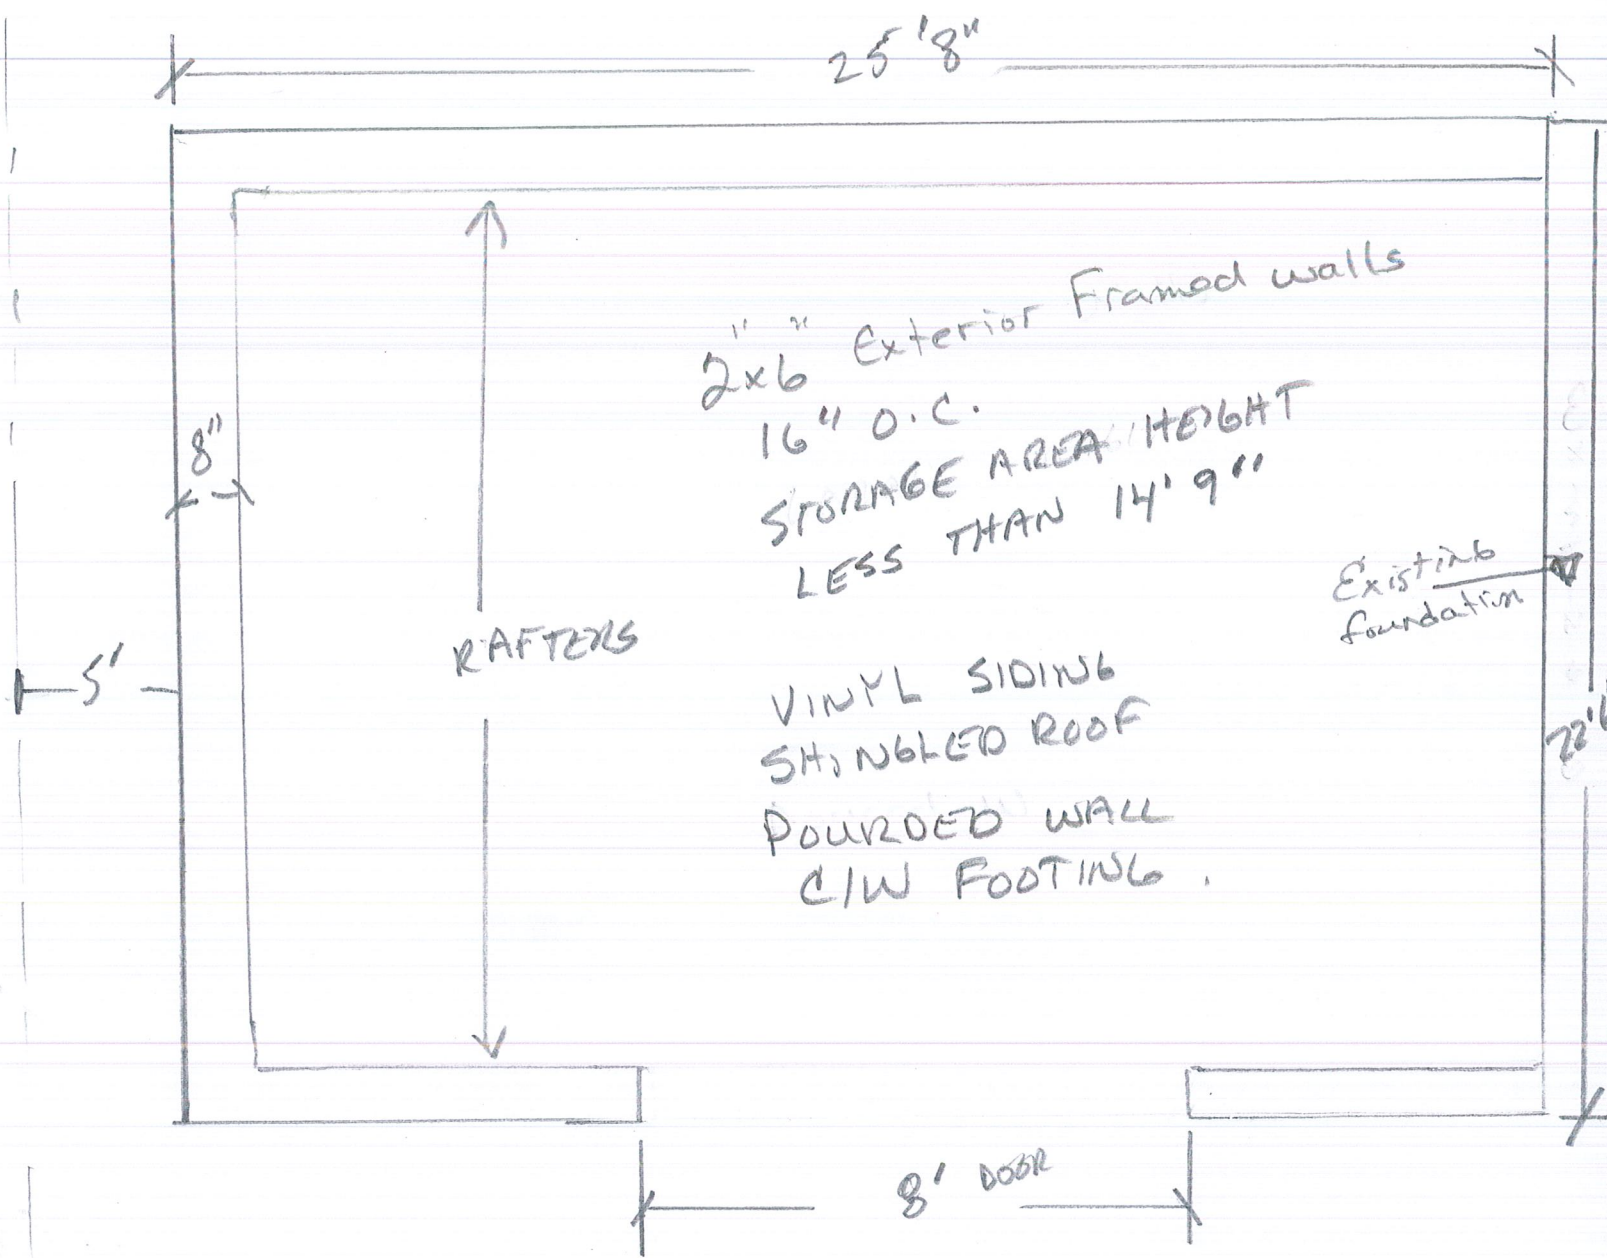 25'8"
2"x6" Exterior Framed walls
16" O.C.
STORAGE AREA HEIGHT
LESS THAN 14'9"
8"
Existing
foundation
RAFTERS
5'
VINYL SIDING
SHINGLED ROOF
22'
POURDED WALL
C/W FOOTING.
8' DOOR